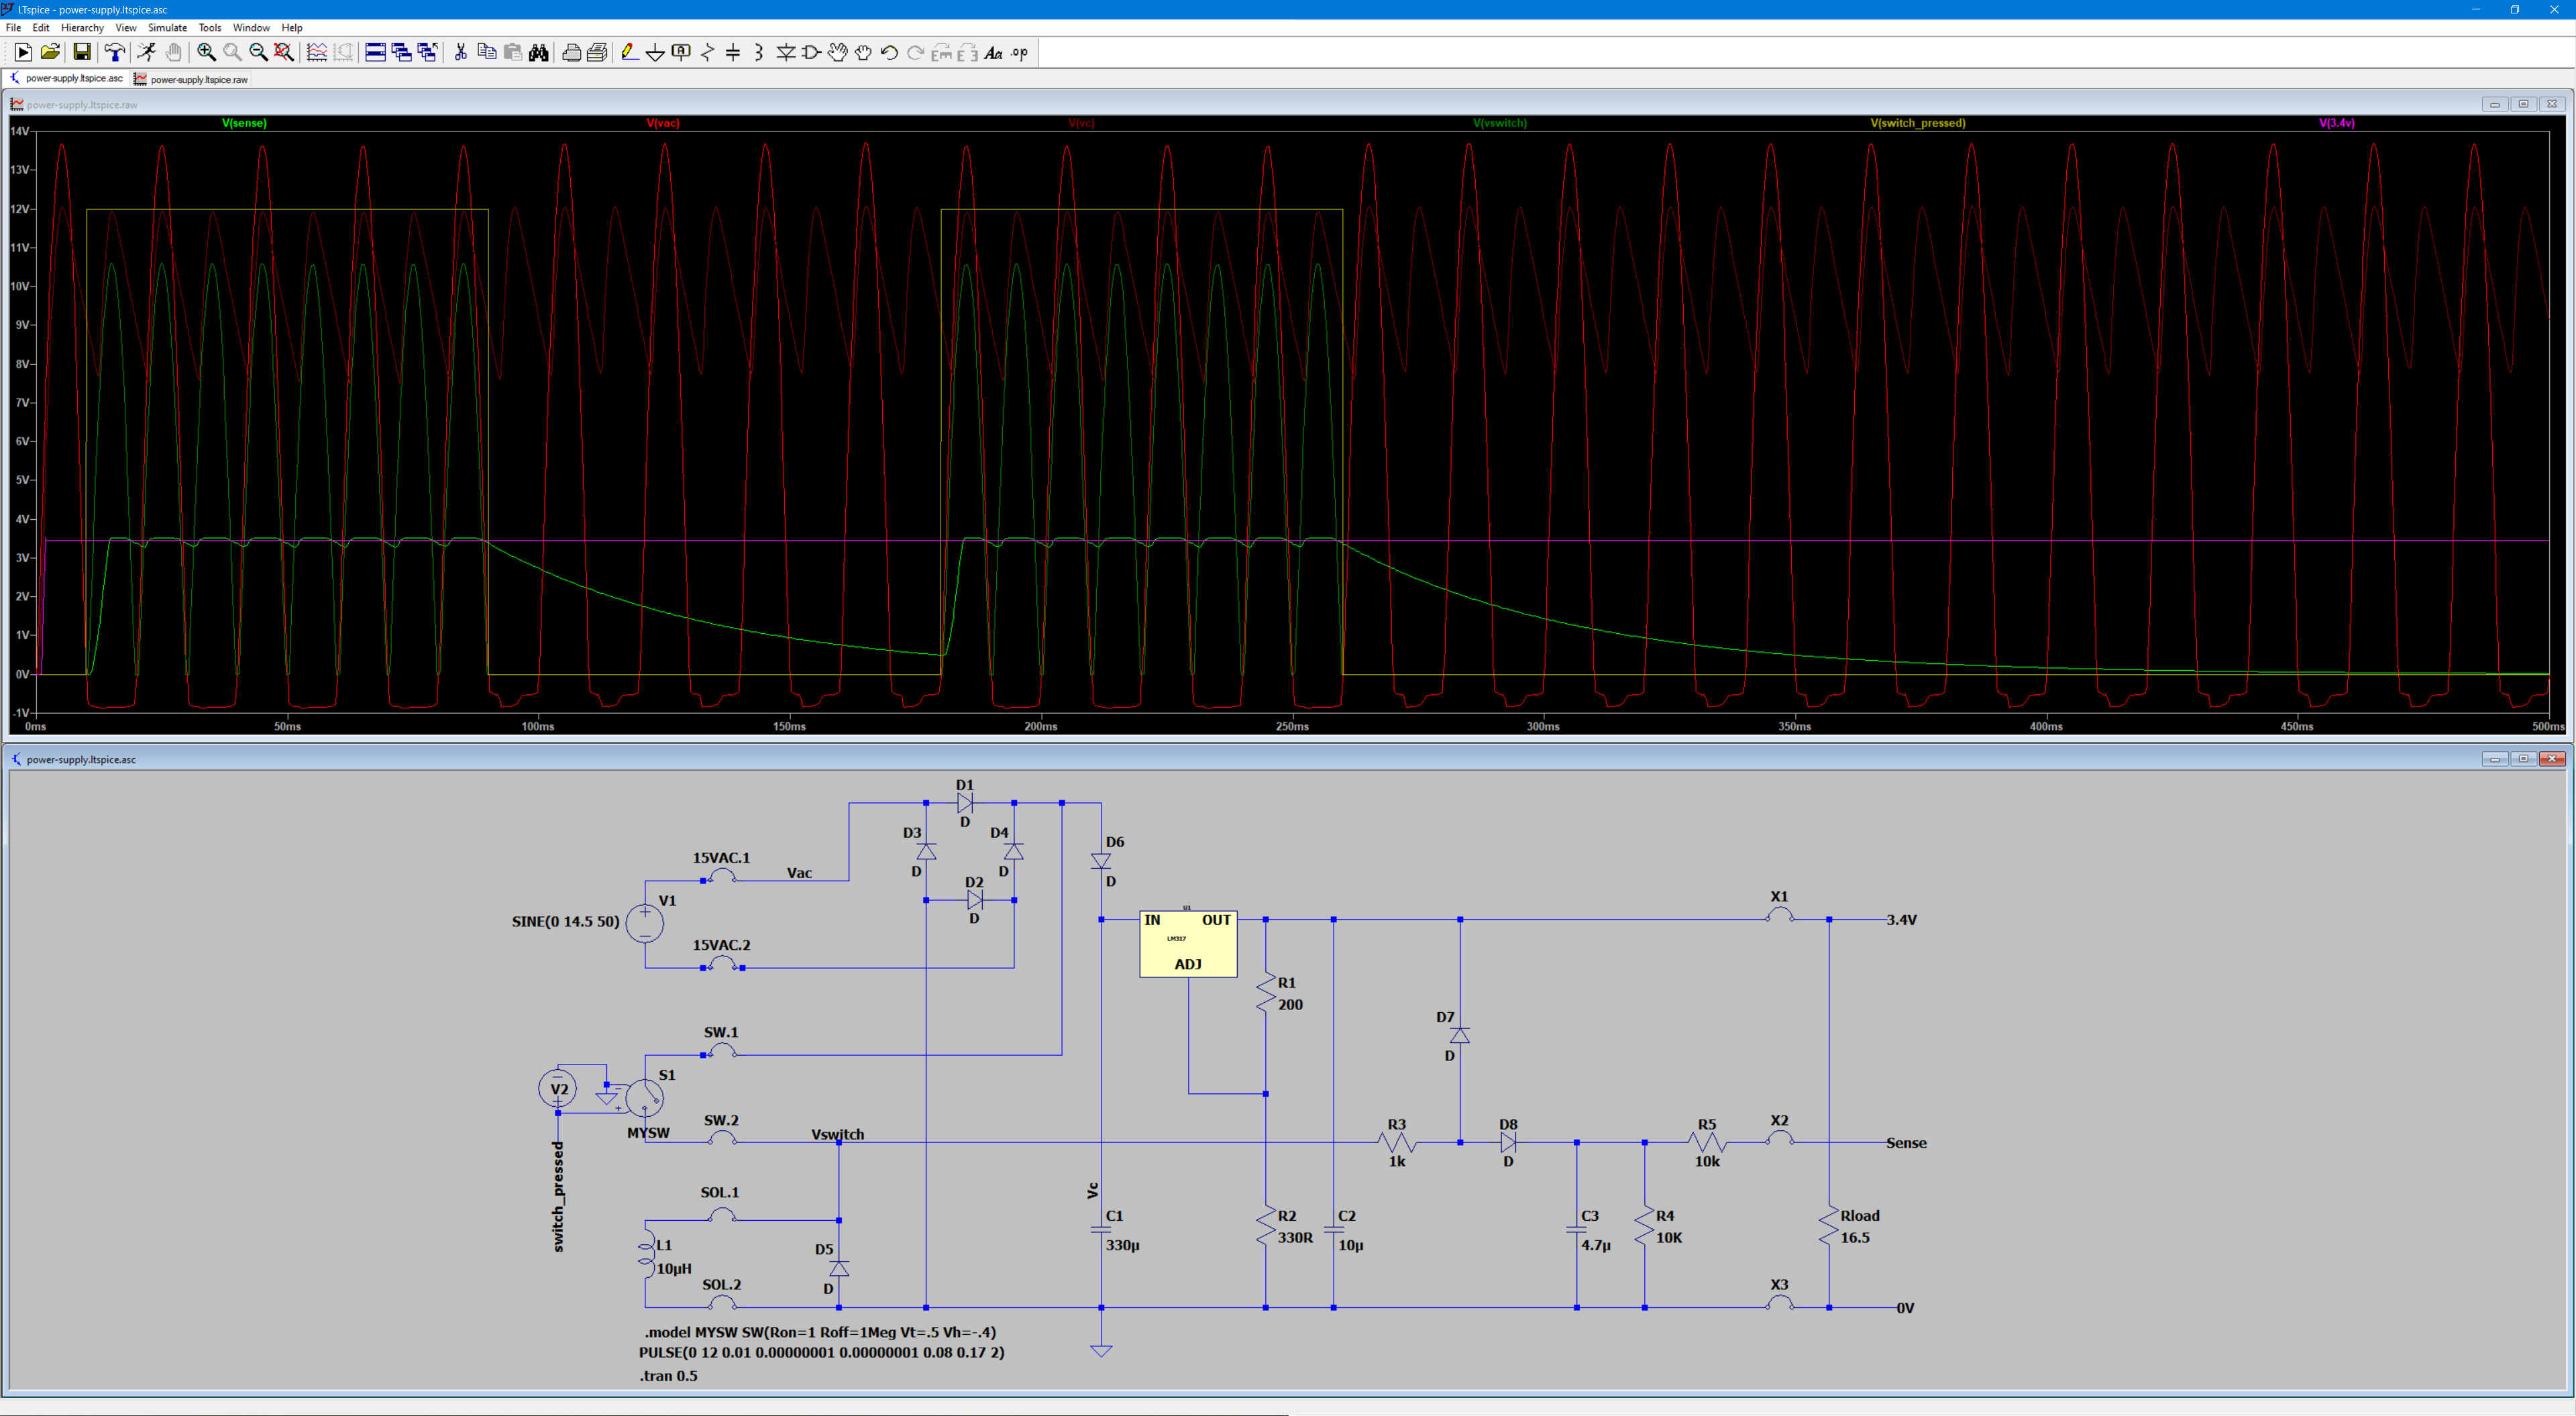 LTspice - power-supply.ltspice.asc
File Edit Hierarchy View Simulate Tools Window Help
power-supply.ltspice.asc power-supply.ltspice.raw
power-supply.ltspice.raw
V(sense) V(vac) V(vc) V(vswitch) V(switch_pressed) V(3.4v)
14V
13V
12V
11V
10V
9V
8V
7V
6V
5V
4V
3V
2V
1V
0V
-1V
0ms 50ms 100ms 150ms 200ms 250ms 300ms 350ms 400ms 450ms 500ms
power-supply.ltspice.asc
D1
D
D3
D
D4
D
D2
D
D6
D
15VAC.1
Vac
V1
SINE(0 14.5 50)
15VAC.2
U1
IN OUT
LM317
ADJ
X1
3.4V
R1
200
D7
D
SW.1
S1
V2
MYSW
SW.2
Vswitch
switch_pressed
R3
1k
D8
D
R5
10k
X2
Sense
SOL.1
L1
10μH
SOL.2
D5
D
Vc
C1
330μ
R2
330R
C2
10μ
C3
4.7μ
R4
10K
Rload
16.5
X3
0V
.model MYSW SW(Ron=1 Roff=1Meg Vt=.5 Vh=-.4)
PULSE(0 12 0.01 0.00000001 0.00000001 0.08 0.17 2)
.tran 0.5